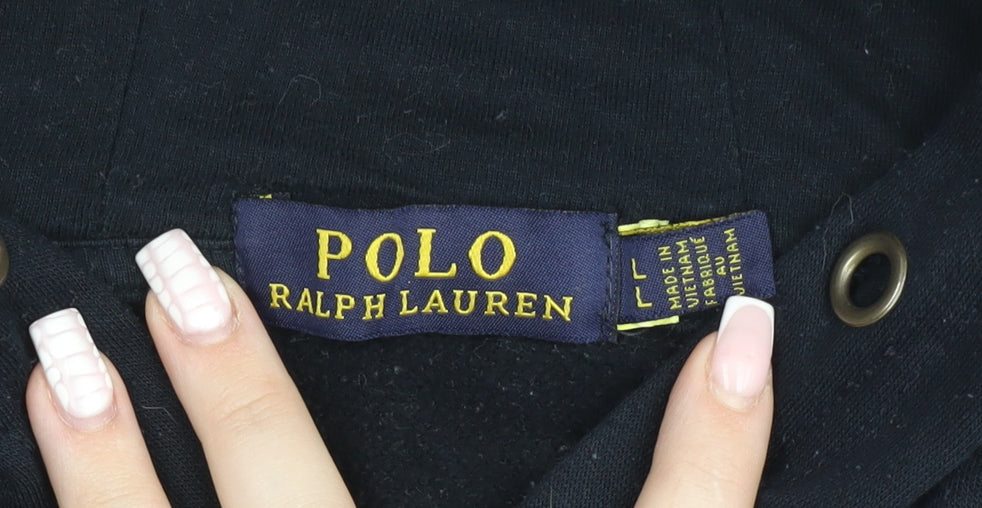 POLO
RALPH LAUREN
L L
MADE IN
VIETNAM
FABRIQUÉ
AU
VIETNAM